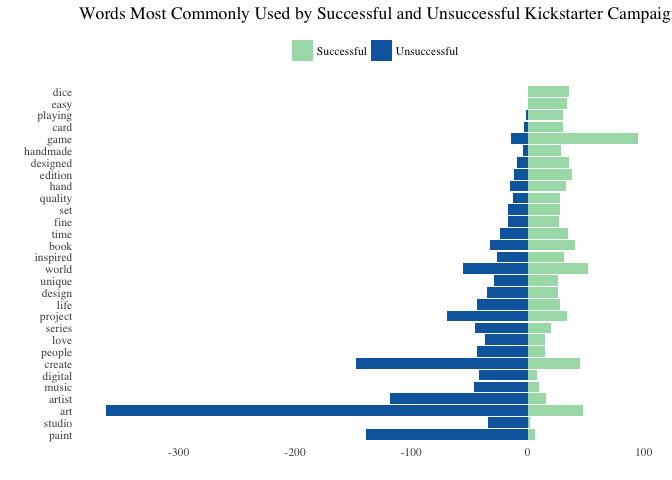 Words Most Commonly Used by Successful and Unsuccessful Kickstarter Campaig
Successful Unsuccessful
dice
easy
playing
card
game
handmade
designed
edition
hand
quality
set
fine
time
book
inspired
world
unique
design
life
project
series
love
people
create
digital
music
artist
art
studio
paint
-300 -200 -100 0 100